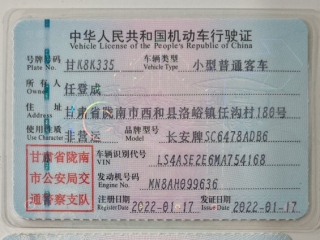 中华人民共和国机动车行驶证
Vehicle License of the People's Republic of China
号牌号码 甘K8K335 车辆类型 小型普通客车
Plate No. Vehicle Type
所有人 任登成
Owner
住址 甘肃省陇南市西和县洛峪镇任沟村180号
Address
使用性质 非营运 品牌型号 长安牌SC6478ADB6
Use Character Model
甘肃省陇南
市公安局交
通警察支队
车辆识别代号 LS4ASE2E6MA754168
VIN
发动机号码 MN8AH099636
Engine No.
注册日期 2022-01-17 发证日期 2022-01-17
Register Date Issue Date